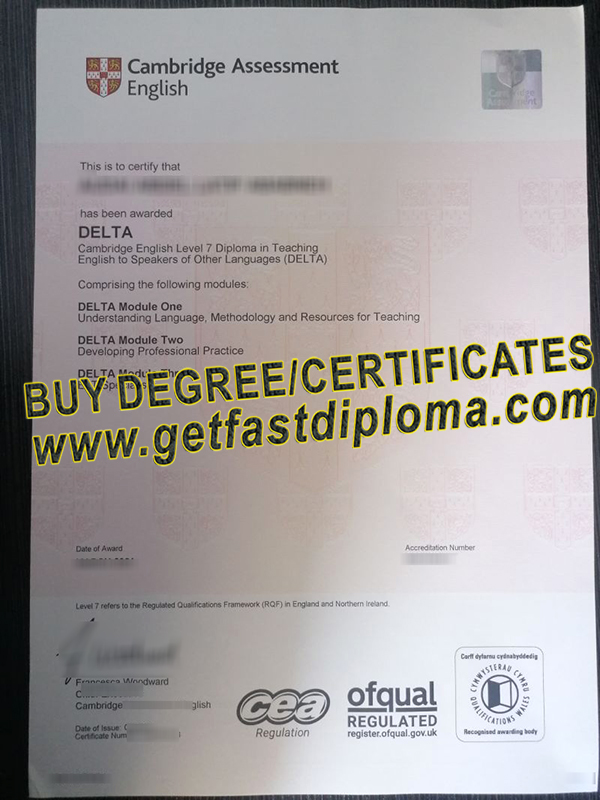 Cambridge Assessment
English
Cambridge
Assessment
This is to certify that
has been awarded
DELTA
Cambridge English Level 7 Diploma in Teaching
English to Speakers of Other Languages (DELTA)
Comprising the following modules:
DELTA Module One
Understanding Language, Methodology and Resources for Teaching
DELTA Module Two
Developing Professional Practice
DELTA Module
BUY DEGREE/CERTIFICATES
www.getfastdiploma.com
Date of Award
Accreditation Number
Level 7 refers to the Regulated Qualifications Framework (RQF) in England and Northern Ireland.
Francesca Woodward
Cambridge
Date of Issue:
cea
Regulation
ofqual
REGULATED
register.ofqual.gov.uk
Corff dyfarnu cydnabyddedig
CYMWYSTERAU CYMRU
QUALIFICATIONS WALES
Recognised awarding body